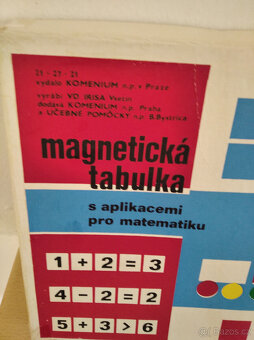 21 - 27 - 21
vydalo KOMENIUM n.p. v Praze
vyrábí VD IRISA Vsetín
dodává KOMENIUM n.p. Praha
a UČEBNÉ POMÔCKY n.p. B.Bystrica
magnetická
tabulka
s aplikacemi
pro matematiku
1+2=3
4-2=2
5+3>6